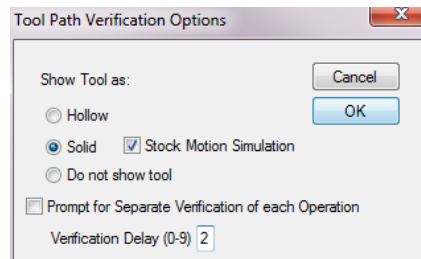 Tool Path Verification Options
X
Show Tool as:
Cancel
Hollow
OK
Solid Stock Motion Simulation
Do not show tool
Prompt for Separate Verification of each Operation
Verification Delay (0-9) 2